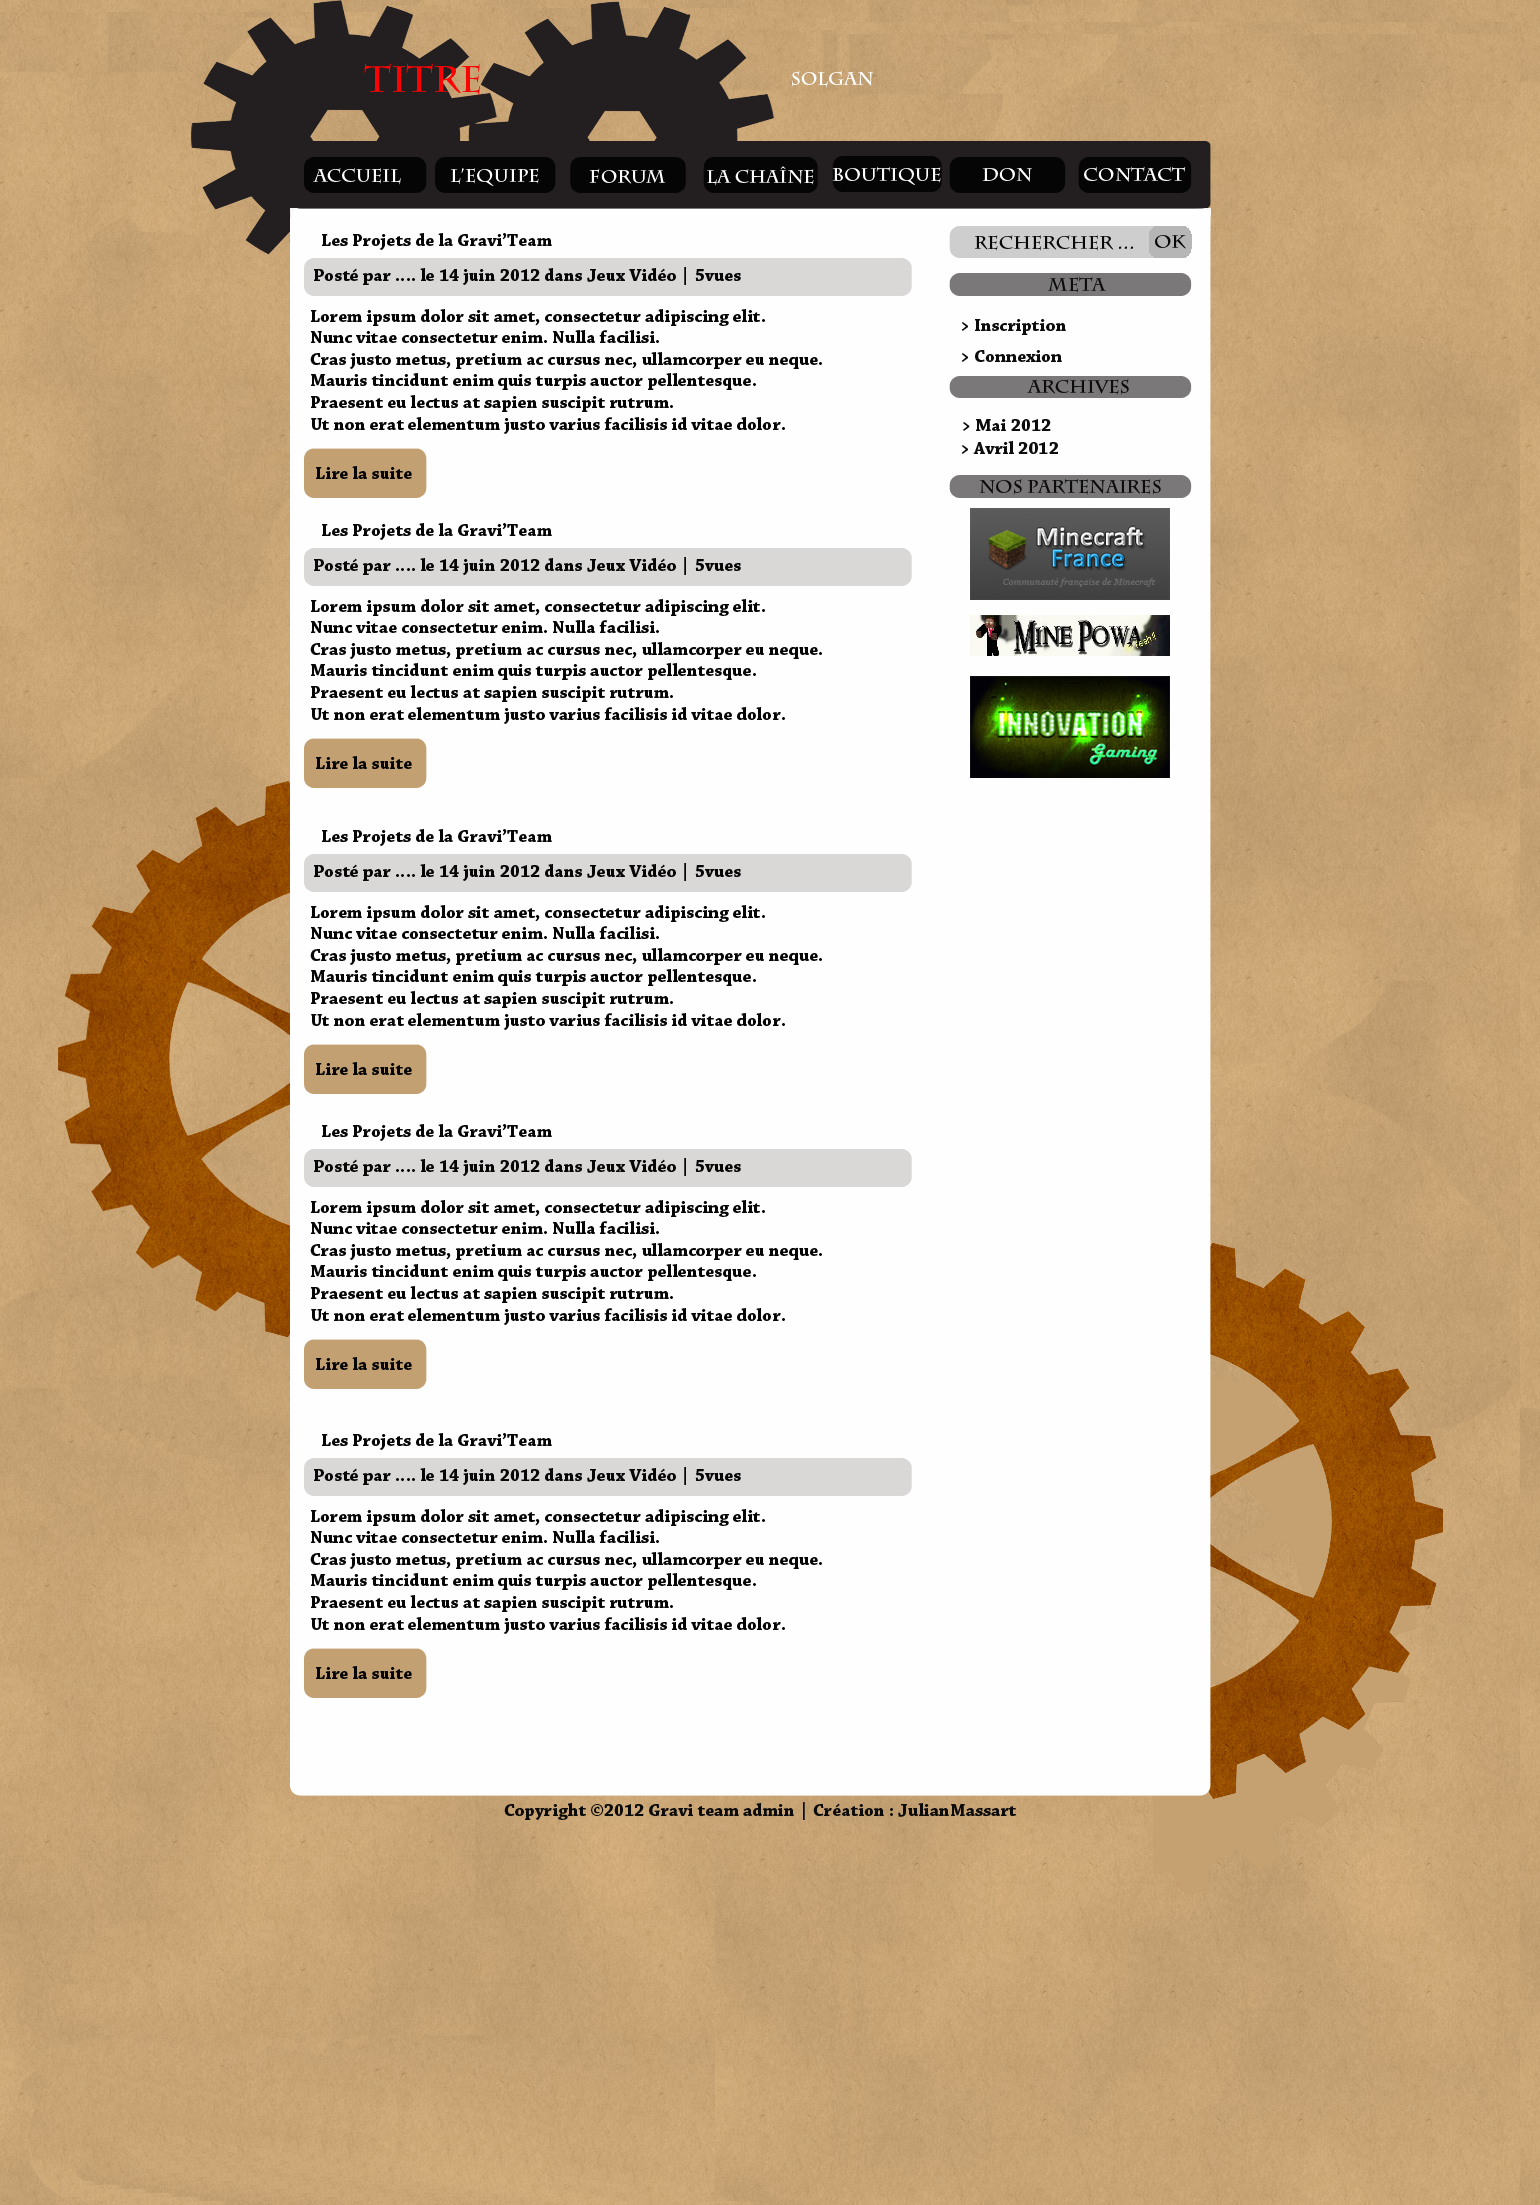 TITRE
SOLGAN
ACCUEIL
L'EQUIPE
FORUM
LA CHAÎNE
BOUTIQUE
DON
CONTACT
Les Projets de la Gravi'Team
Posté par .... le 14 juin 2012 dans Jeux Vidéo | 5vues
Lorem ipsum dolor sit amet, consectetur adipiscing elit.
Nunc vitae consectetur enim. Nulla facilisi.
Cras justo metus, pretium ac cursus nec, ullamcorper eu neque.
Mauris tincidunt enim quis turpis auctor pellentesque.
Praesent eu lectus at sapien suscipit rutrum.
Ut non erat elementum justo varius facilisis id vitae dolor.
Lire la suite
Les Projets de la Gravi'Team
Posté par .... le 14 juin 2012 dans Jeux Vidéo | 5vues
Lorem ipsum dolor sit amet, consectetur adipiscing elit.
Nunc vitae consectetur enim. Nulla facilisi.
Cras justo metus, pretium ac cursus nec, ullamcorper eu neque.
Mauris tincidunt enim quis turpis auctor pellentesque.
Praesent eu lectus at sapien suscipit rutrum.
Ut non erat elementum justo varius facilisis id vitae dolor.
Lire la suite
Les Projets de la Gravi'Team
Posté par .... le 14 juin 2012 dans Jeux Vidéo | 5vues
Lorem ipsum dolor sit amet, consectetur adipiscing elit.
Nunc vitae consectetur enim. Nulla facilisi.
Cras justo metus, pretium ac cursus nec, ullamcorper eu neque.
Mauris tincidunt enim quis turpis auctor pellentesque.
Praesent eu lectus at sapien suscipit rutrum.
Ut non erat elementum justo varius facilisis id vitae dolor.
Lire la suite
Les Projets de la Gravi'Team
Posté par .... le 14 juin 2012 dans Jeux Vidéo | 5vues
Lorem ipsum dolor sit amet, consectetur adipiscing elit.
Nunc vitae consectetur enim. Nulla facilisi.
Cras justo metus, pretium ac cursus nec, ullamcorper eu neque.
Mauris tincidunt enim quis turpis auctor pellentesque.
Praesent eu lectus at sapien suscipit rutrum.
Ut non erat elementum justo varius facilisis id vitae dolor.
Lire la suite
Les Projets de la Gravi'Team
Posté par .... le 14 juin 2012 dans Jeux Vidéo | 5vues
Lorem ipsum dolor sit amet, consectetur adipiscing elit.
Nunc vitae consectetur enim. Nulla facilisi.
Cras justo metus, pretium ac cursus nec, ullamcorper eu neque.
Mauris tincidunt enim quis turpis auctor pellentesque.
Praesent eu lectus at sapien suscipit rutrum.
Ut non erat elementum justo varius facilisis id vitae dolor.
Lire la suite
RECHERCHER ... OK
META
> Inscription
> Connexion
ARCHIVES
> Mai 2012
> Avril 2012
NOS PARTENAIRES
Minecraft
France
Communauté française de Minecraft
MINE POWA
INNOVATION
Gaming
Copyright ©2012 Gravi team admin | Création : JulianMassart